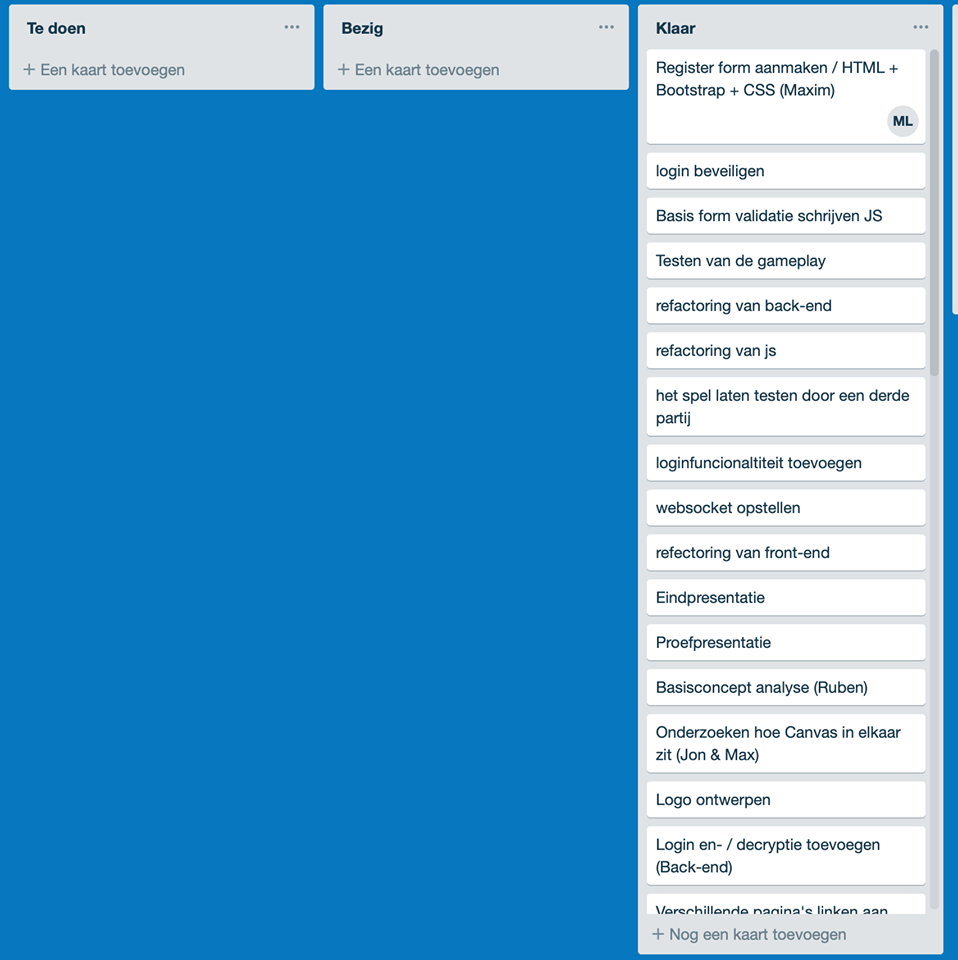 Te doen
+ Een kaart toevoegen
Bezig
+ Een kaart toevoegen
Klaar
Register form aanmaken / HTML +
Bootstrap + CSS (Maxim)
ML
login beveiligen
Basis form validatie schrijven JS
Testen van de gameplay
refactoring van back-end
refactoring van js
het spel laten testen door een derde
partij
loginfuncionaltiteit toevoegen
websocket opstellen
refectoring van front-end
Eindpresentatie
Proefpresentatie
Basisconcept analyse (Ruben)
Onderzoeken hoe Canvas in elkaar
zit (Jon & Max)
Logo ontwerpen
Login en- / decryptie toevoegen
(Back-end)
Verschillende pagina's linken aan
+ Nog een kaart toevoegen